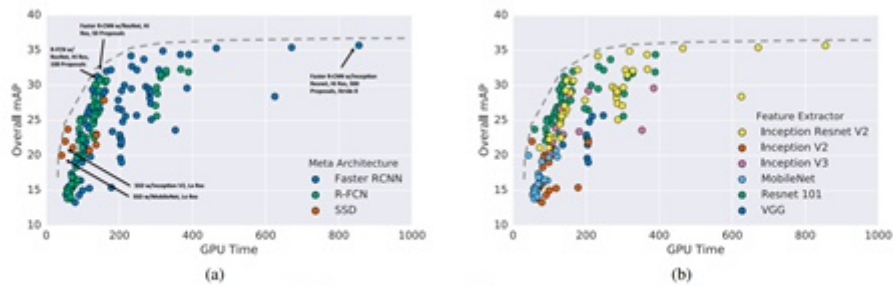 40
35
30
25
20
15
10
0
200
400
600
800
1000
Overall mAP
GPU Time
Faster R-CNN w/ResNet, Hi
Res, 50 Proposals
R-FCN w/
ResNet, Hi Res,
100 Proposals
Faster R-CNN w/Inception
Resnet, Hi Res, 300
Proposals, Stride 8
SSD w/Inception V2, Lo Res
SSD w/MobileNet, Lo Res
Meta Architecture
Faster RCNN
R-FCN
SSD
(a)
40
35
30
25
20
15
10
0
200
400
600
800
1000
Overall mAP
GPU Time
Feature Extractor
Inception Resnet V2
Inception V2
Inception V3
MobileNet
Resnet 101
VGG
(b)